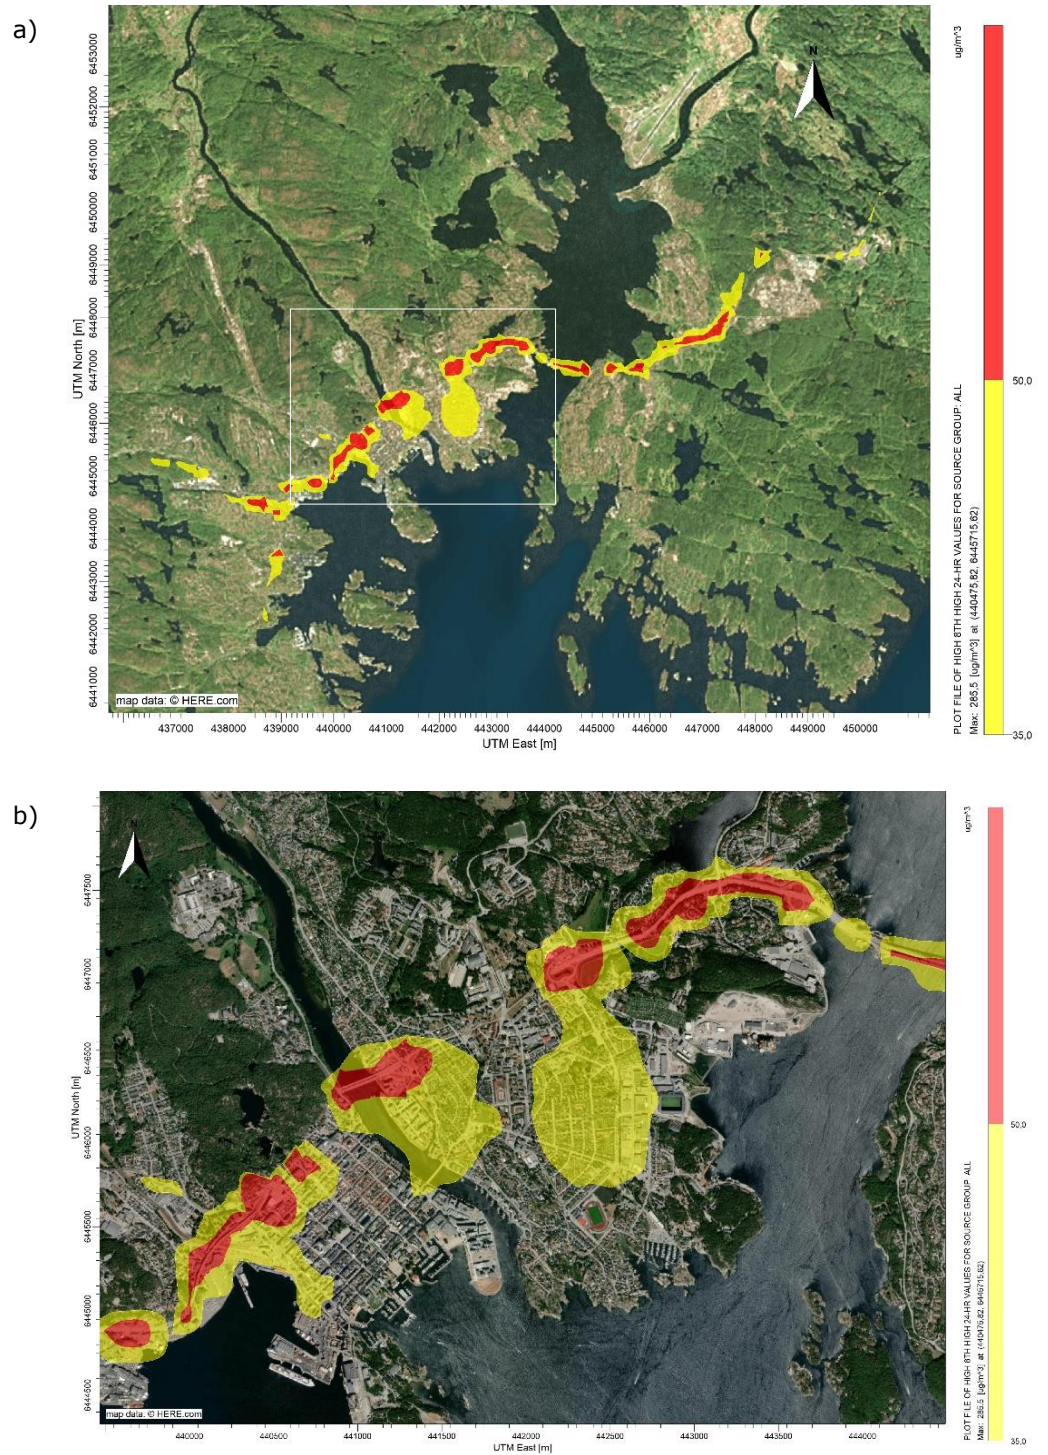 a)
ug/m^3
N
6453000
6452000
6451000
6450000
6449000
6448000
6447000
6446000
6445000
6444000
6443000
6442000
6441000
UTM North [m]
50,0
35,0
PLOT FILE OF HIGH 8TH HIGH 24-HR VALUES FOR SOURCE GROUP: ALL
Max: 285,5 [ug/m^3] at (440475,82, 6445715,62)
map data: © HERE.com
437000 438000 439000 440000 441000 442000 443000 444000 445000 446000 447000 448000 449000 450000
UTM East [m]
b)
ug/m^3
6447500
6447000
6446500
6446000
6445500
6445000
6444500
UTM North [m]
50,0
35,0
PLOT FILE OF HIGH 8TH HIGH 24-HR VALUES FOR SOURCE GROUP: ALL
Max: 285,5 [ug/m^3] at (440475,82, 6445715,62)
map data: © HERE.com
440000 440500 441000 441500 442000 442500 443000 443500 444000
UTM East [m]